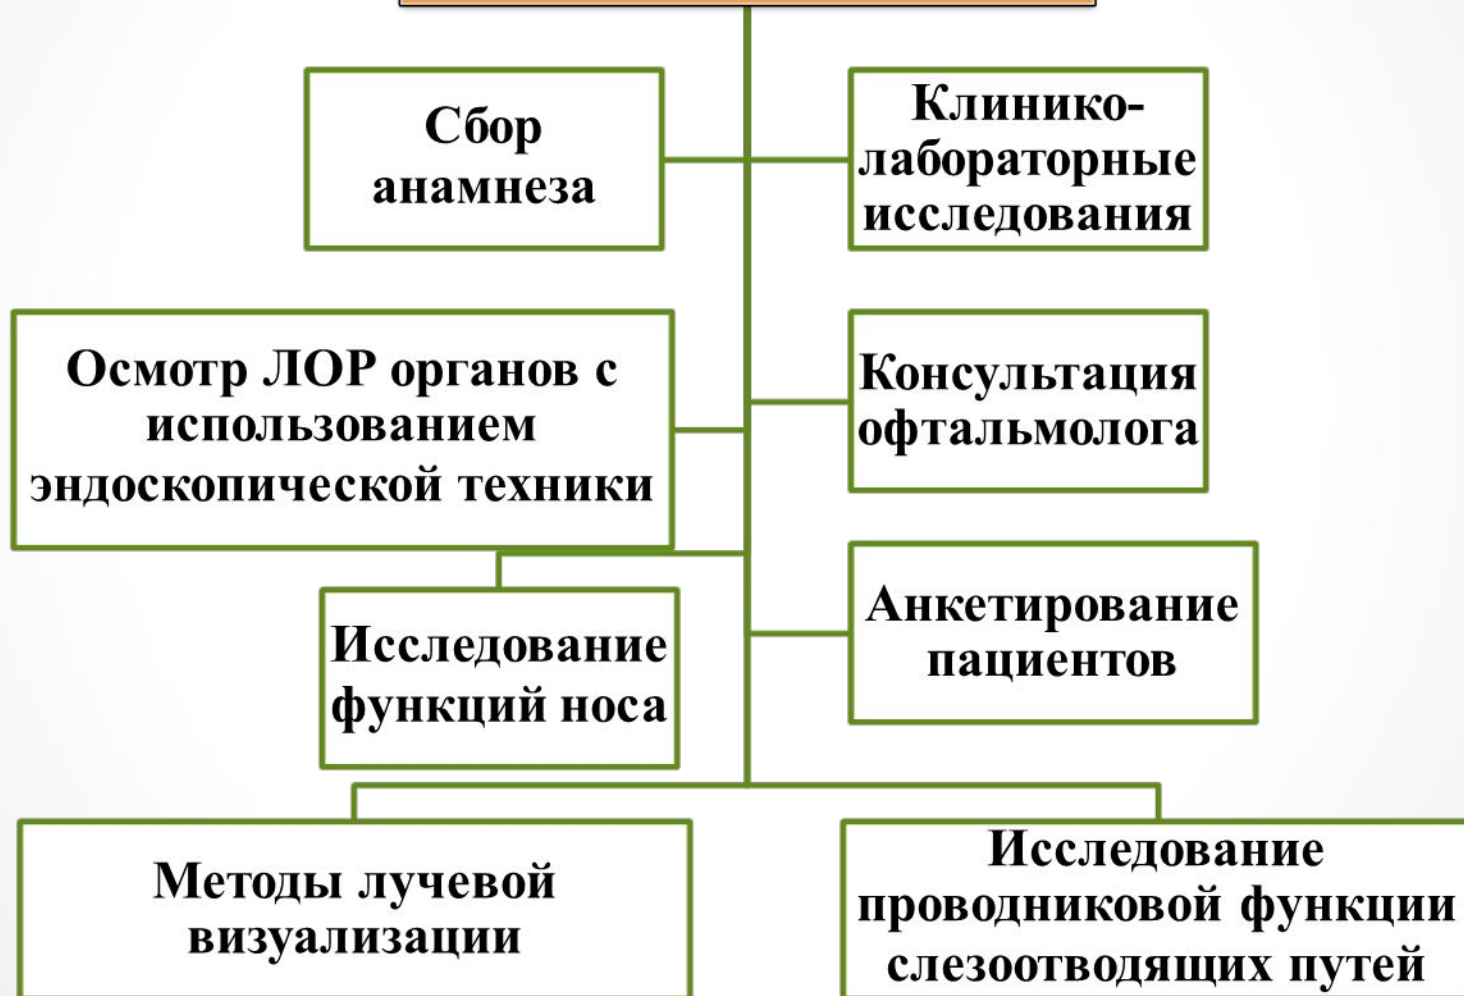 Сбор
анамнеза
Клинико-
лабораторные
исследования
Осмотр ЛОР органов с
использованием
эндоскопической техники
Консультация
офтальмолога
Исследование
функций носа
Анкетирование
пациентов
Методы лучевой
визуализации
Исследование
проводниковой функции
слезоотводящих путей